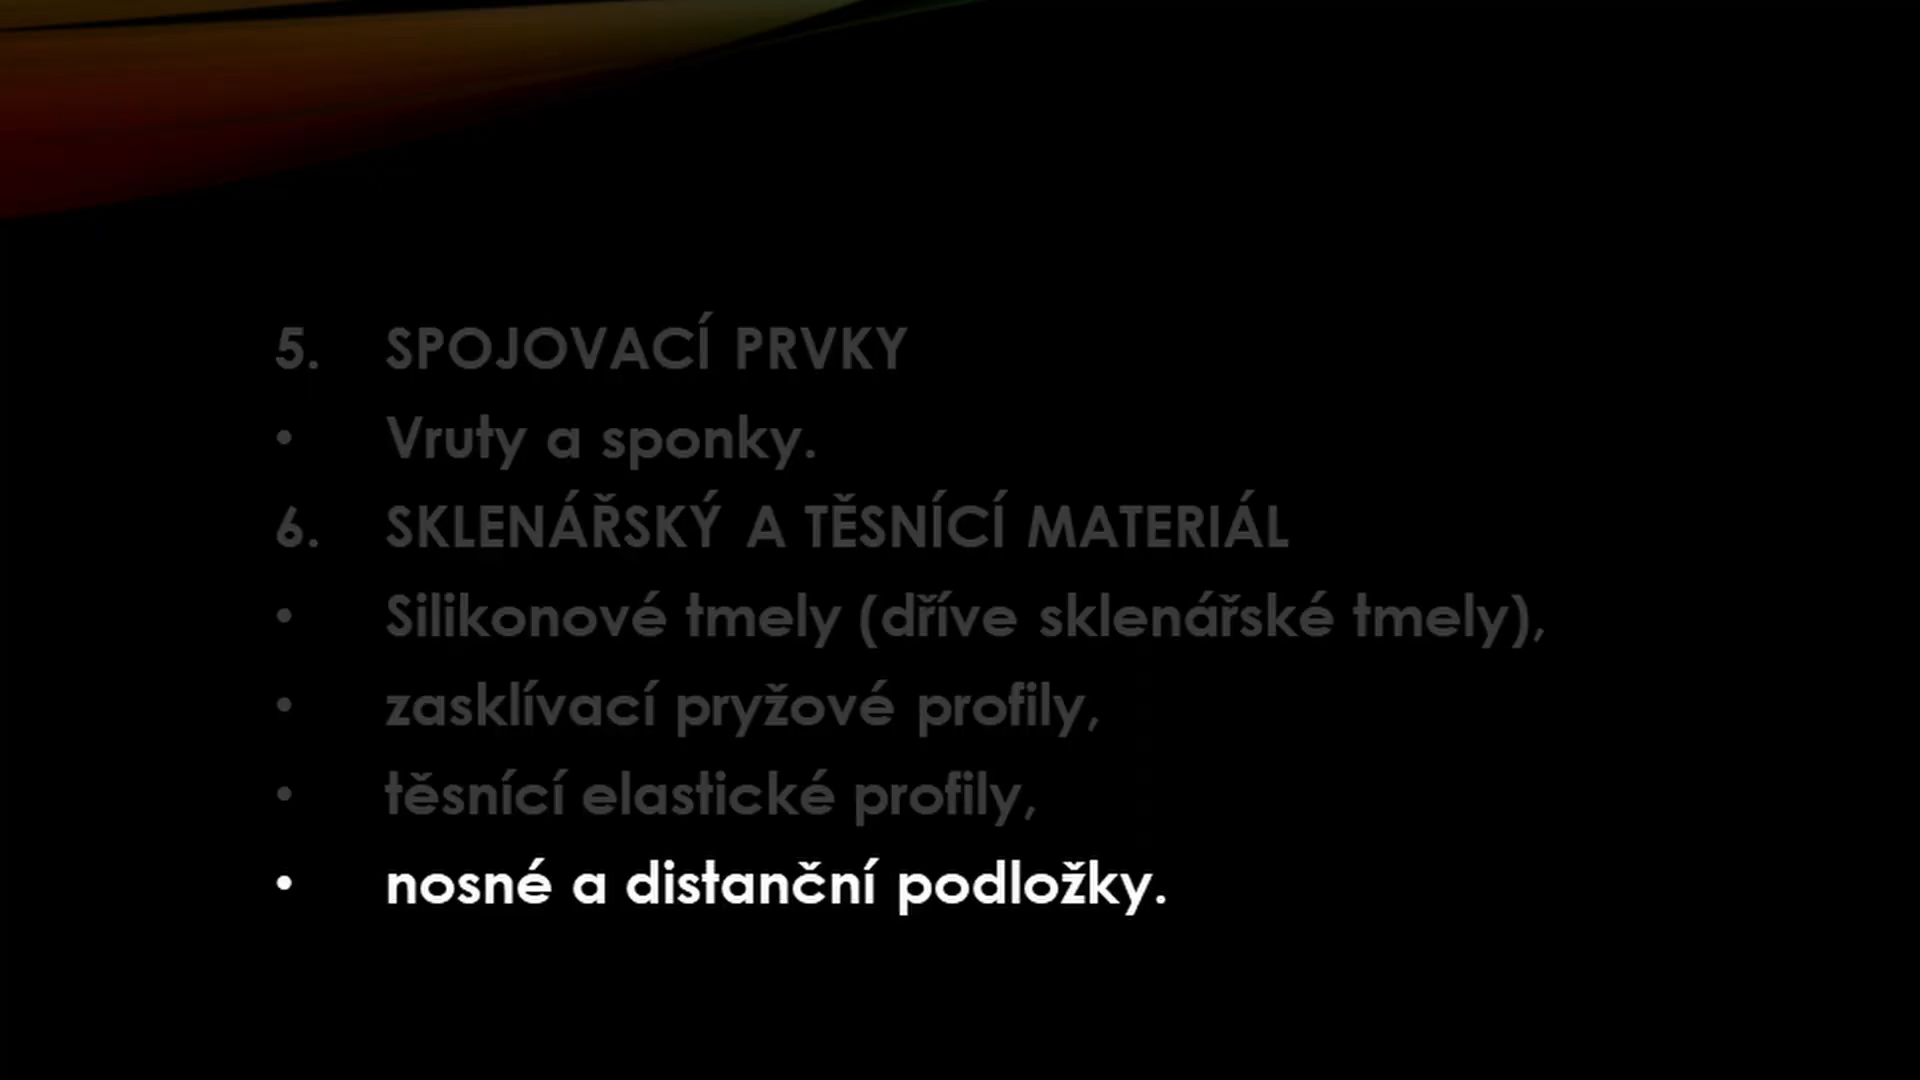 5. SPOJOVACÍ PRVKY
• Vruty a sponky.
6. SKLENÁŘSKÝ A TĚSNÍCÍ MATERIÁL
• Silikonové tmely (dříve sklenářské tmely),
• zasklívací pryžové profily,
• těsnící elastické profily,
• nosné a distanční podložky.